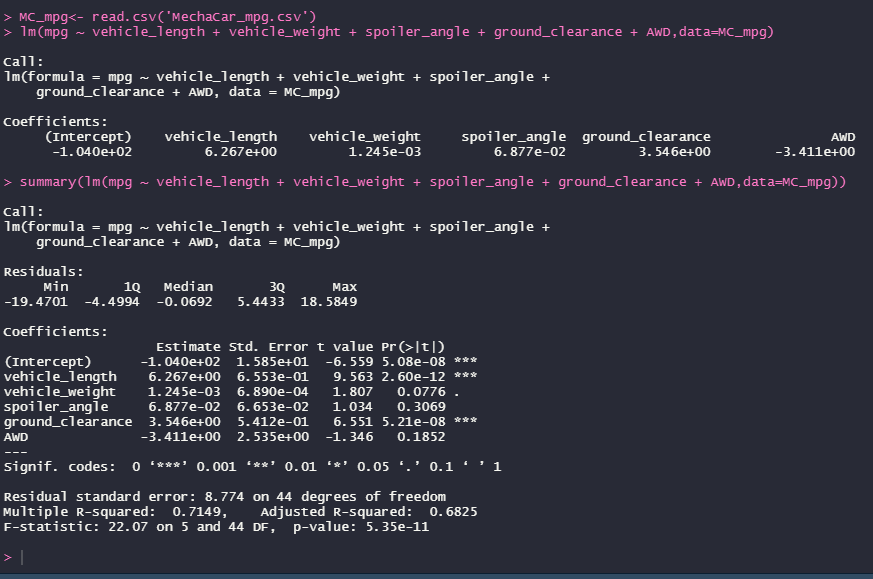 > MC_mpg<- read.csv('MechaCar_mpg.csv')
> lm(mpg ~ vehicle_length + vehicle_weight + spoiler_angle + ground_clearance + AWD,data=MC_mpg)
Call:
lm(formula = mpg ~ vehicle_length + vehicle_weight + spoiler_angle +
    ground_clearance + AWD, data = MC_mpg)
Coefficients:
     (Intercept)    vehicle_length    vehicle_weight     spoiler_angle  ground_clearance               AWD
      -1.040e+02         6.267e+00         1.245e-03         6.877e-02         3.546e+00        -3.411e+00
> summary(lm(mpg ~ vehicle_length + vehicle_weight + spoiler_angle + ground_clearance + AWD,data=MC_mpg))
Call:
lm(formula = mpg ~ vehicle_length + vehicle_weight + spoiler_angle +
    ground_clearance + AWD, data = MC_mpg)
Residuals:
     Min       1Q   Median       3Q      Max
-19.4701  -4.4994  -0.0692   5.4433  18.5849
Coefficients:
                   Estimate Std. Error t value Pr(>|t|)
(Intercept)      -1.040e+02  1.585e+01  -6.559 5.08e-08 ***
vehicle_length    6.267e+00  6.553e-01   9.563 2.60e-12 ***
vehicle_weight    1.245e-03  6.890e-04   1.807   0.0776 .
spoiler_angle     6.877e-02  6.653e-02   1.034   0.3069
ground_clearance  3.546e+00  5.412e-01   6.551 5.21e-08 ***
AWD              -3.411e+00  2.535e+00  -1.346   0.1852
---
Signif. codes:  0 ‘***’ 0.001 ‘**’ 0.01 ‘*’ 0.05 ‘.’ 0.1 ‘ ’ 1
Residual standard error: 8.774 on 44 degrees of freedom
Multiple R-squared:  0.7149,    Adjusted R-squared:  0.6825
F-statistic: 22.07 on 5 and 44 DF,  p-value: 5.35e-11
>